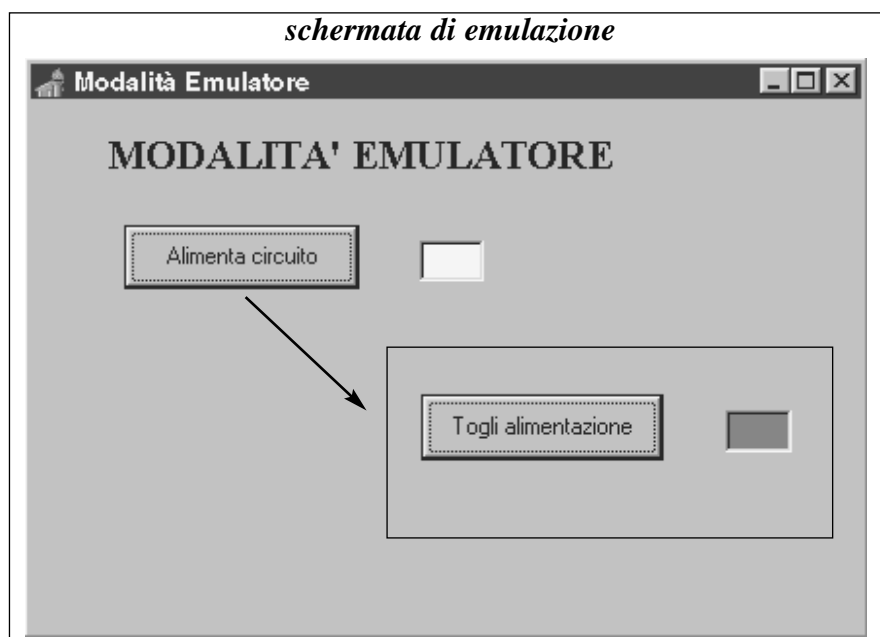 schermata di emulazione
Modalità Emulatore
MODALITA' EMULATORE
Alimenta circuito
Togli alimentazione